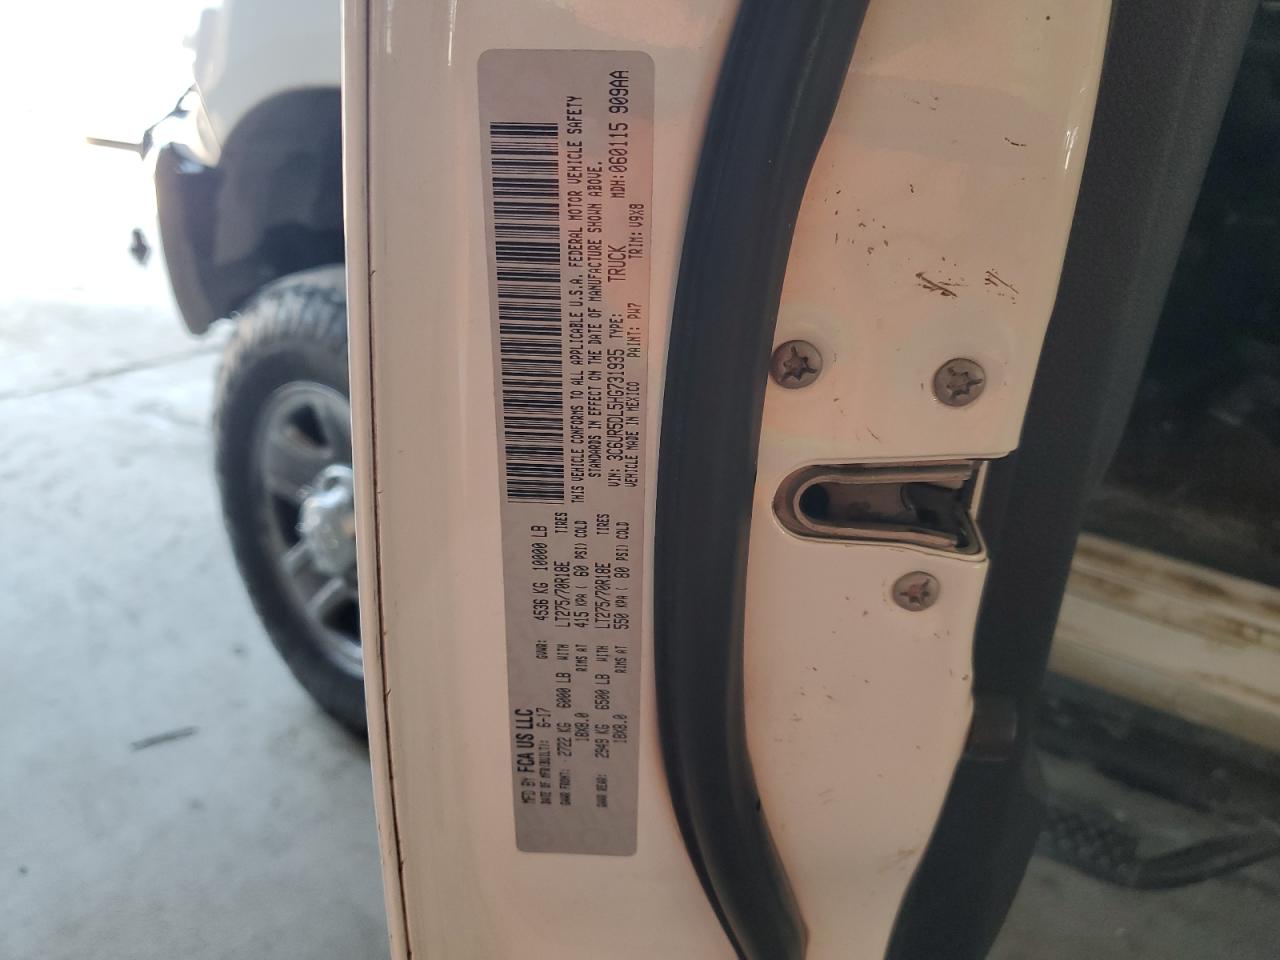 MFD BY FCA US LLC
DATE OF MFR(BUILT): 6-17 GVWR: 4536 KG 10000 LB
GAWR FRONT: 2722 KG 6000 LB WITH LT275/70R18E TIRES
18X8.0 RIMS AT 415 KPA ( 60 PSI) COLD
GAWR REAR: 2949 KG 6500 LB WITH LT275/70R18E TIRES
18X8.0 RIMS AT 550 KPA ( 80 PSI) COLD
THIS VEHICLE CONFORMS TO ALL APPLICABLE U.S.A. FEDERAL MOTOR VEHICLE SAFETY
STANDARDS IN EFFECT ON THE DATE OF MANUFACTURE SHOWN ABOVE.
VIN: 3C6UR5DL5HG731935 TYPE: TRUCK MDH:060115 909AA
VEHICLE MADE IN MEXICO PAINT: PW7 TRIM: V9X8